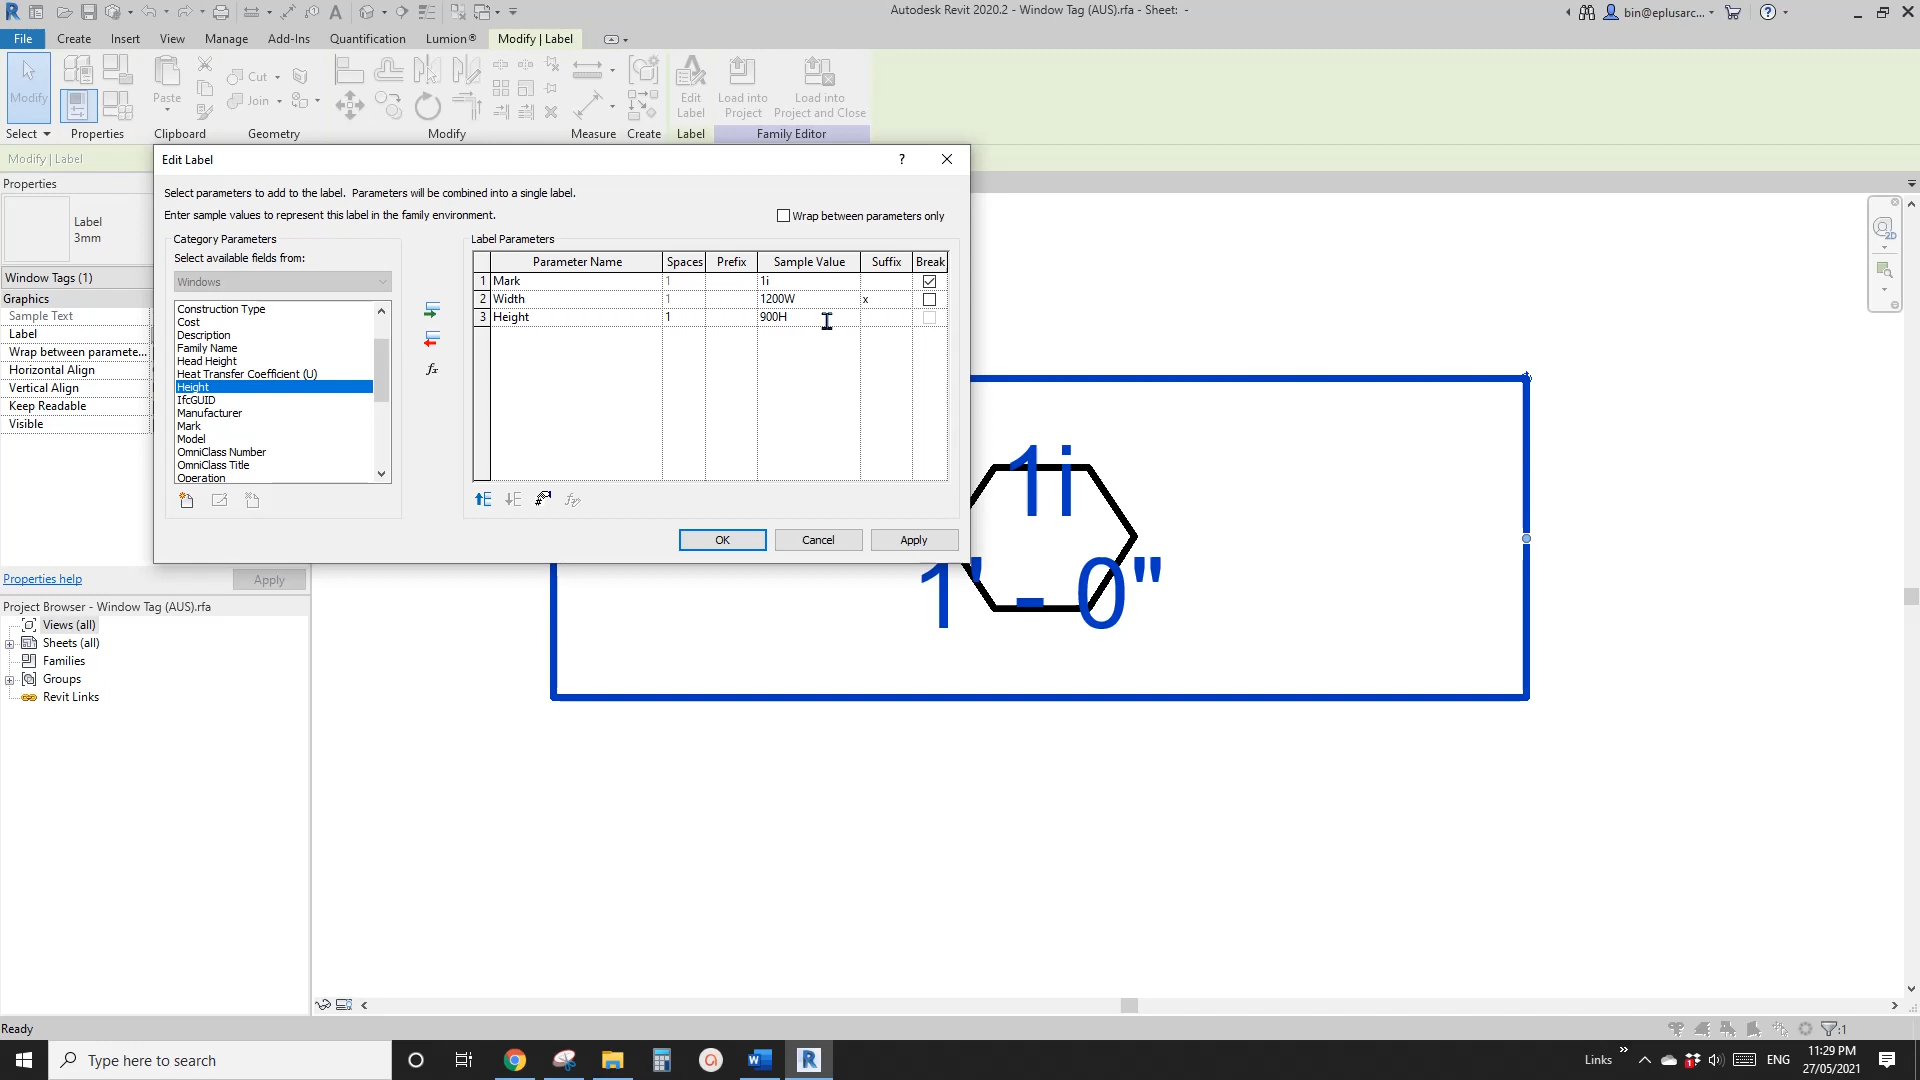 Autodesk Revit 2020.2 - Window Tag (AUS).rfa - Sheet: -
bin@eplusarc...
File Create Insert View Manage Add-Ins Quantification Lumion® Modify | Label
Modify
Paste
Cut
Join
Edit Label
Load into Project
Load into Project and Close
Select Properties Clipboard Geometry Modify Measure Create Label Family Editor
Modify | Label
Properties
Label
3mm
Window Tags (1)
Graphics
Sample Text
Label
Wrap between paramete...
Horizontal Align
Vertical Align
Keep Readable
Visible
Properties help
Apply
Edit Label
Select parameters to add to the label. Parameters will be combined into a single label.
Enter sample values to represent this label in the family environment.
Wrap between parameters only
Category Parameters
Select available fields from:
Windows
Construction Type
Cost
Description
Family Name
Head Height
Heat Transfer Coefficient (U)
Height
IfcGUID
Manufacturer
Mark
Model
OmniClass Number
OmniClass Title
Operation
Label Parameters
Parameter Name Spaces Prefix Sample Value Suffix Break
1 Mark 1 1i
2 Width 1 1200W x
3 Height 1 900H
OK Cancel Apply
1i
1' - 0"
Project Browser - Window Tag (AUS).rfa
Views (all)
Sheets (all)
Families
Groups
Revit Links
Ready
:1
Type here to search
Links
ENG
11:29 PM
27/05/2021